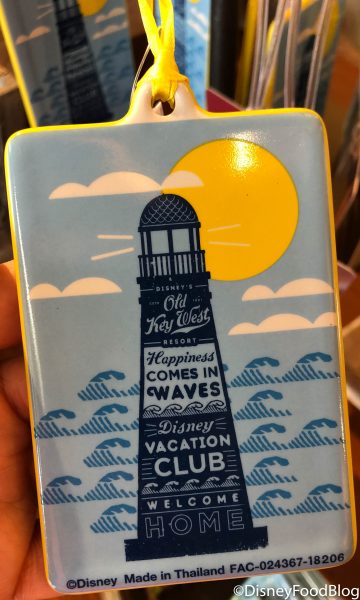 DISNEY'S
ESTD 1991
Old
Key West
RESORT
Happiness
COMES IN
WAVES
Disney
VACATION
CLUB
WELCOME
HOME
©Disney Made in Thailand FAC-024367-18206
©DisneyFoodBlog